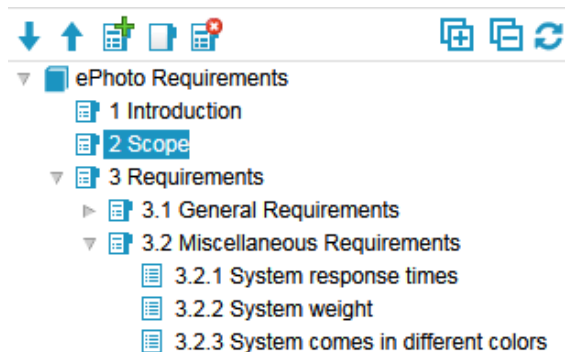 ePhoto Requirements
1 Introduction
2 Scope
3 Requirements
3.1 General Requirements
3.2 Miscellaneous Requirements
3.2.1 System response times
3.2.2 System weight
3.2.3 System comes in different colors